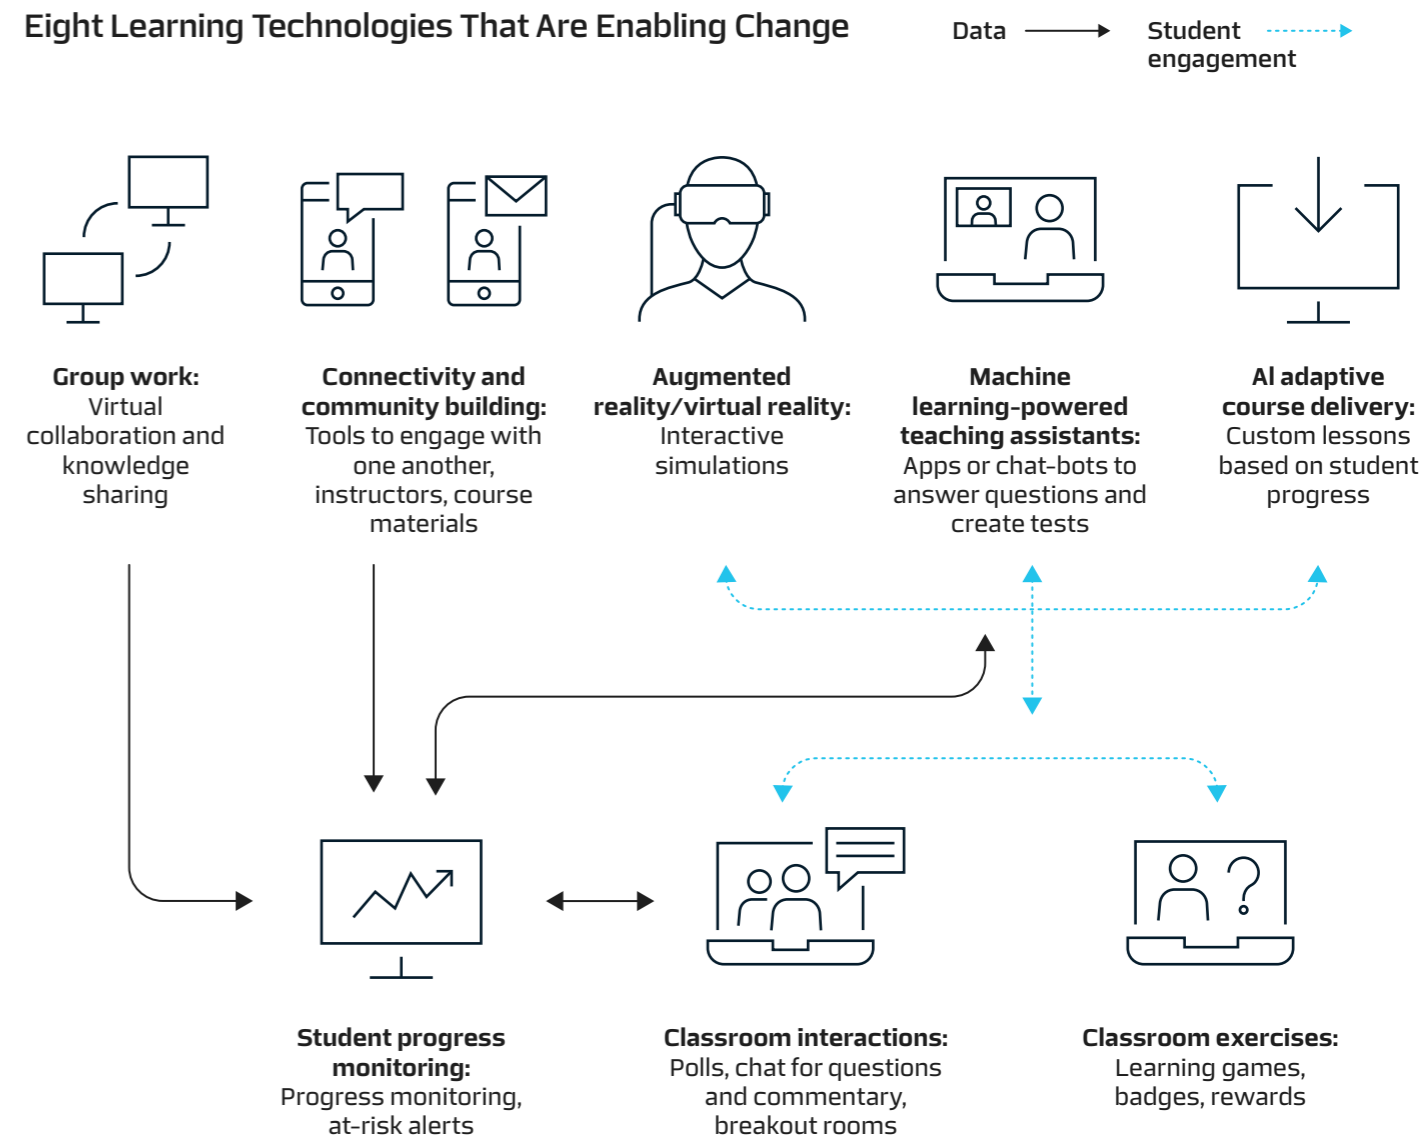 Eight Learning Technologies That Are Enabling Change
Data
Student
engagement
Group work:
Virtual
collaboration and
knowledge
sharing
Connectivity and
community building:
Tools to engage with
one another,
instructors, course
materials
Augmented
reality/virtual reality:
Interactive
simulations
Machine
learning-powered
teaching assistants:
Apps or chat-bots to
answer questions and
create tests
AI adaptive
course delivery:
Custom lessons
based on student
progress
Student progress
monitoring:
Progress monitoring,
at-risk alerts
Classroom interactions:
Polls, chat for questions
and commentary,
breakout rooms
Classroom exercises:
Learning games,
badges, rewards